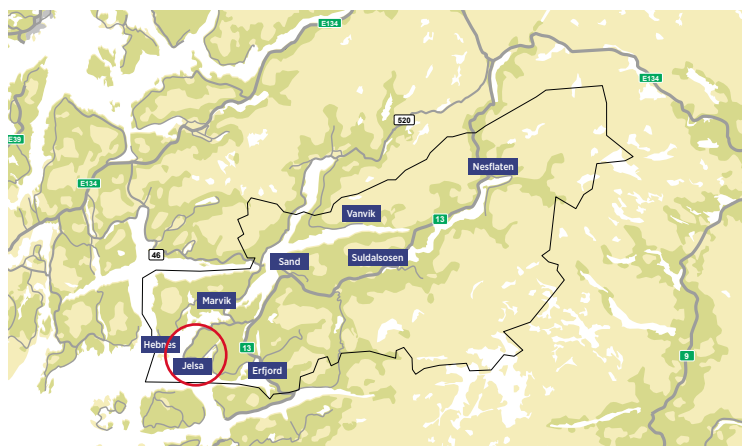 E134
E134
520
E39
Nesflaten
E134
Vanvik
13
46
Sand
Suldalsosen
Marvik
Hebnes
13
9
Jelsa
Erfjord